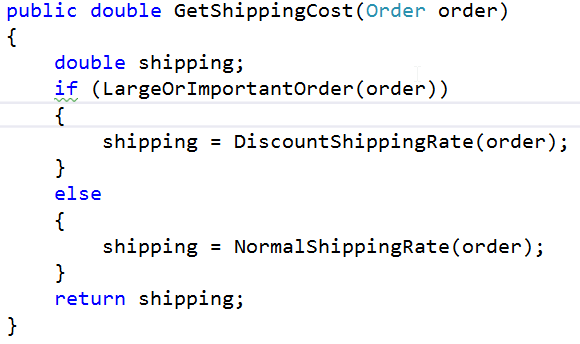 public double GetShippingCost(Order order)
{
    double shipping;
    if (LargeOrImportantOrder(order))
    {
        shipping = DiscountShippingRate(order);
    }
    else
    {
        shipping = NormalShippingRate(order);
    }
    return shipping;
}